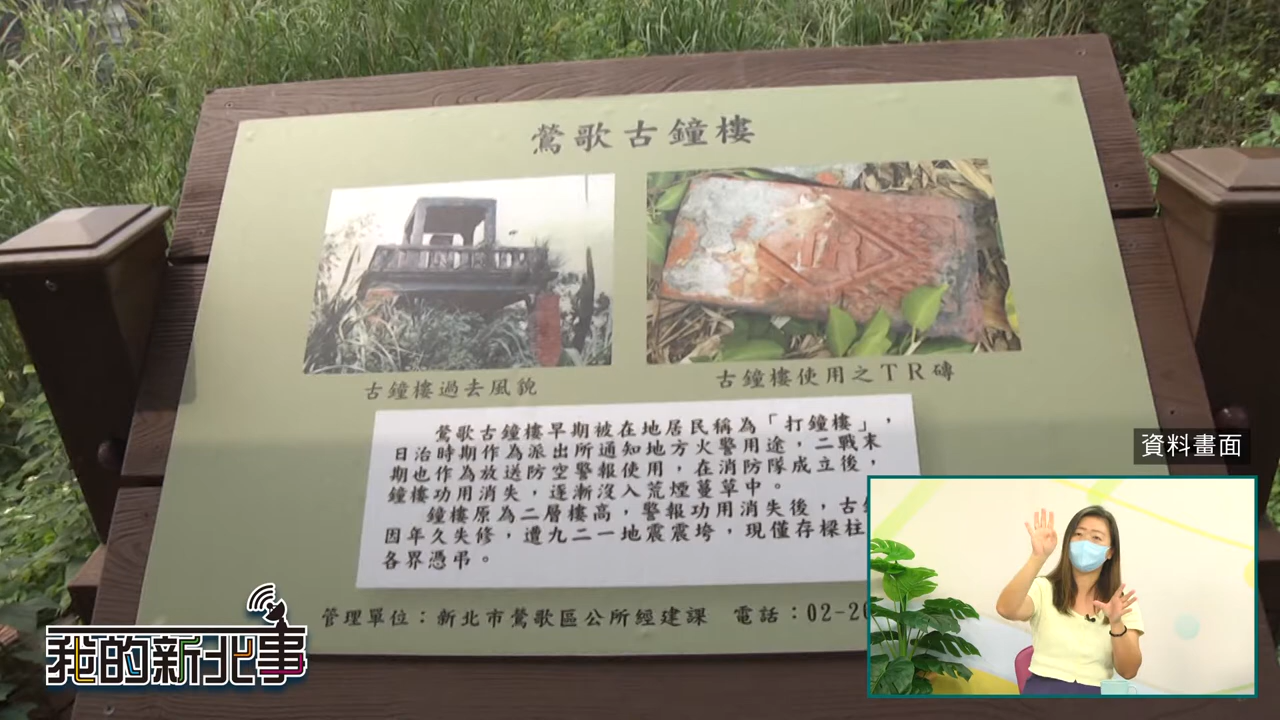 鶯歌古鐘樓
古鐘樓過去風貌
古鐘樓使用之TR磚
鶯歌古鐘樓早期被在地居民稱為「打鐘樓」，
日治時期作為派出所通知地方火警用途，二戰末
期也作為放送防空警報使用，在消防隊成立後，
鐘樓功用消失，逐漸沒入荒煙蔓草中。
鐘樓原為二層樓高，警報功用消失後，古
因年久失修，遭九二一地震震垮，現僅存樑柱
各界憑弔。
管理單位：新北市鶯歌區公所經建課 電話：02-2
資料畫面
我的新北事